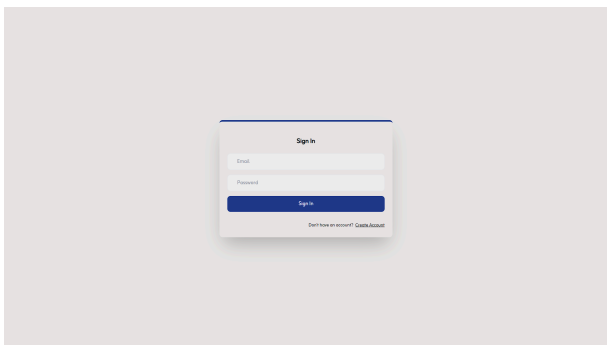 Sign In
Email
Password
Sign In
Don't have an account? Create Account